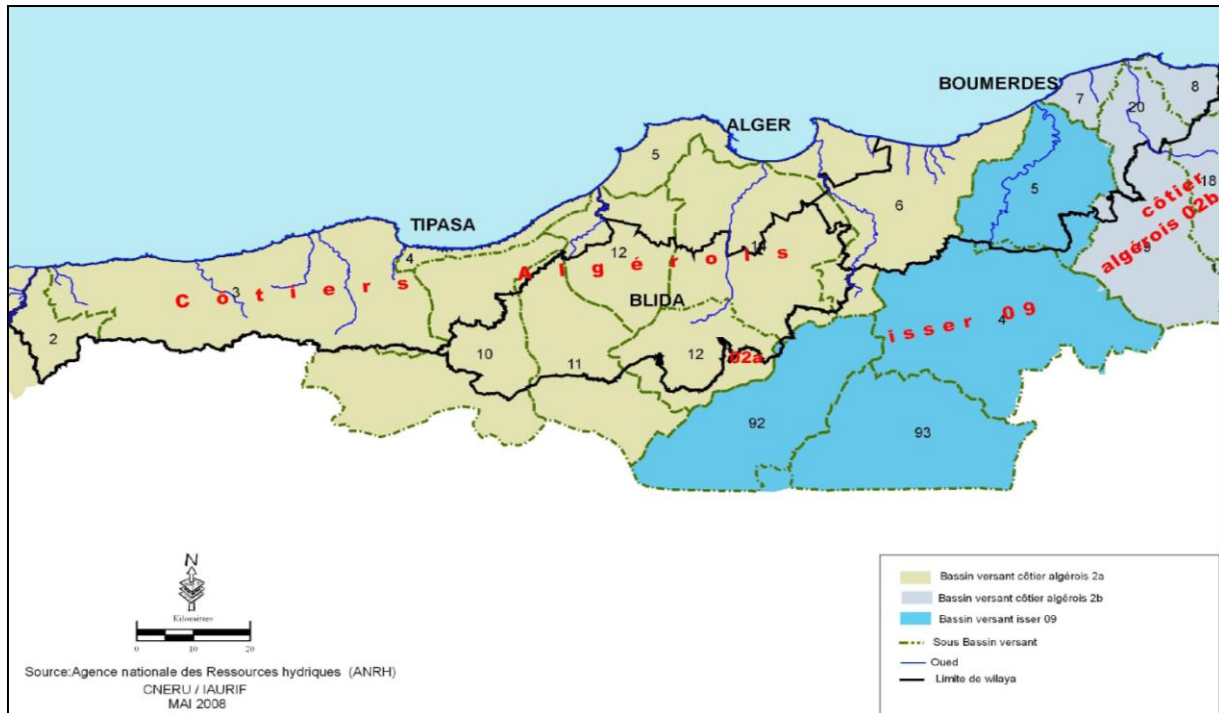 BOUMERDES
ALGER
TIPASA
BLIDA
7
20
8
5
5
18
6
4
12
3
2
10
11
12
4
92
93
Côtiers Algérois
02a
isser 09
côtier
algérois 02b
N
Kilomètres
0 10 20
Source:Agence nationale des Ressources hydriques (ANRH)
CNERU / IAURIF
MAI 2008
Bassin versant côtier algérois 2a
Bassin versant côtier algérois 2b
Bassin versant isser 09
Sous Bassin versant
Oued
Limite de wilaya